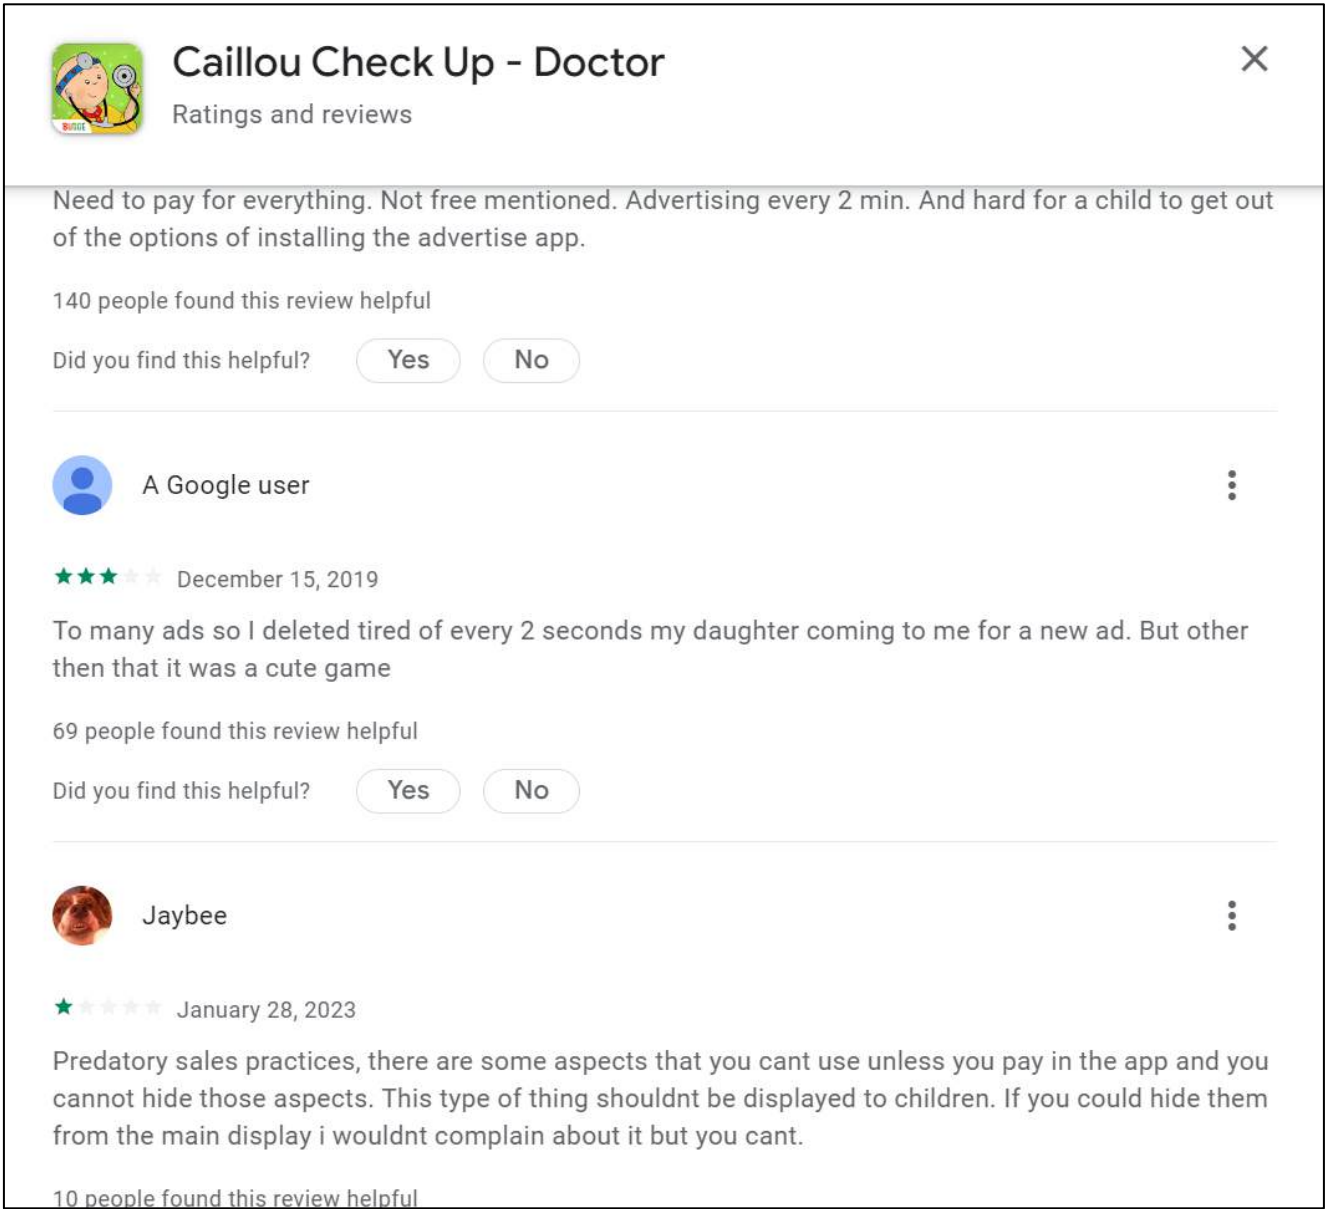 Caillou Check Up - Doctor
Ratings and reviews
BUDGE
Need to pay for everything. Not free mentioned. Advertising every 2 min. And hard for a child to get out
of the options of installing the advertise app.
140 people found this review helpful
Did you find this helpful? Yes No
A Google user
December 15, 2019
To many ads so I deleted tired of every 2 seconds my daughter coming to me for a new ad. But other
then that it was a cute game
69 people found this review helpful
Did you find this helpful? Yes No
Jaybee
January 28, 2023
Predatory sales practices, there are some aspects that you cant use unless you pay in the app and you
cannot hide those aspects. This type of thing shouldnt be displayed to children. If you could hide them
from the main display i wouldnt complain about it but you cant.
10 people found this review helpful